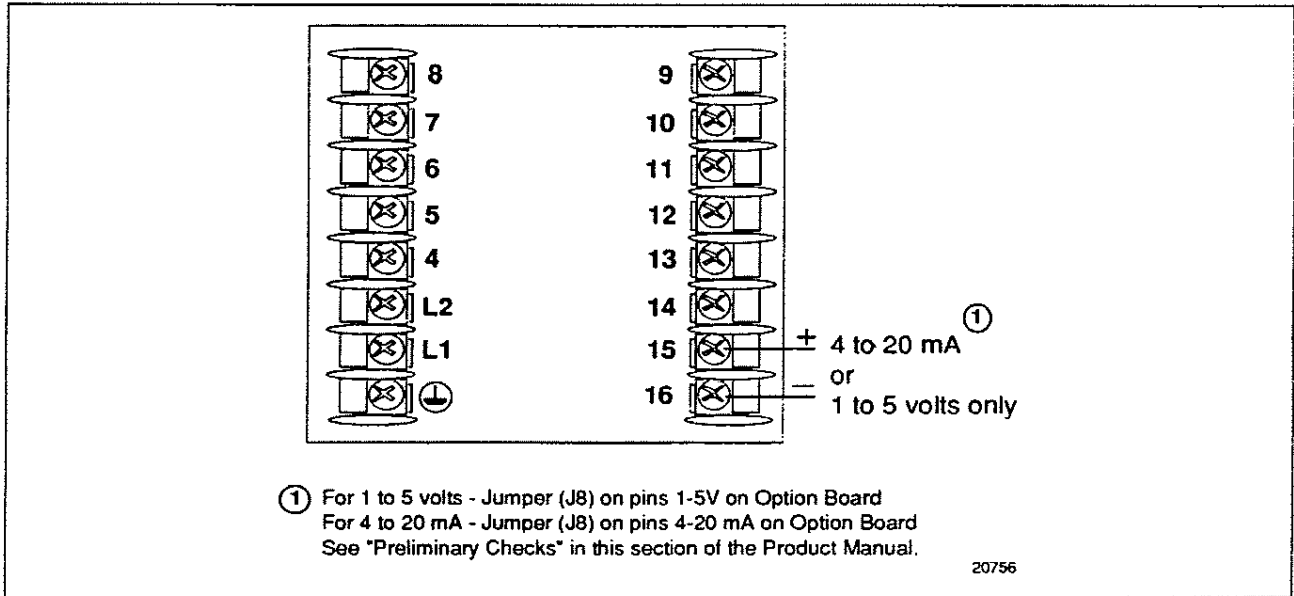 8 9
7 10
6 11
5 12
4 13
L2 14 ①
L1 15 + 4 to 20 mA
or
16 – 1 to 5 volts only
① For 1 to 5 volts - Jumper (J8) on pins 1-5V on Option Board
For 4 to 20 mA - Jumper (J8) on pins 4-20 mA on Option Board
See "Preliminary Checks" in this section of the Product Manual.
20756